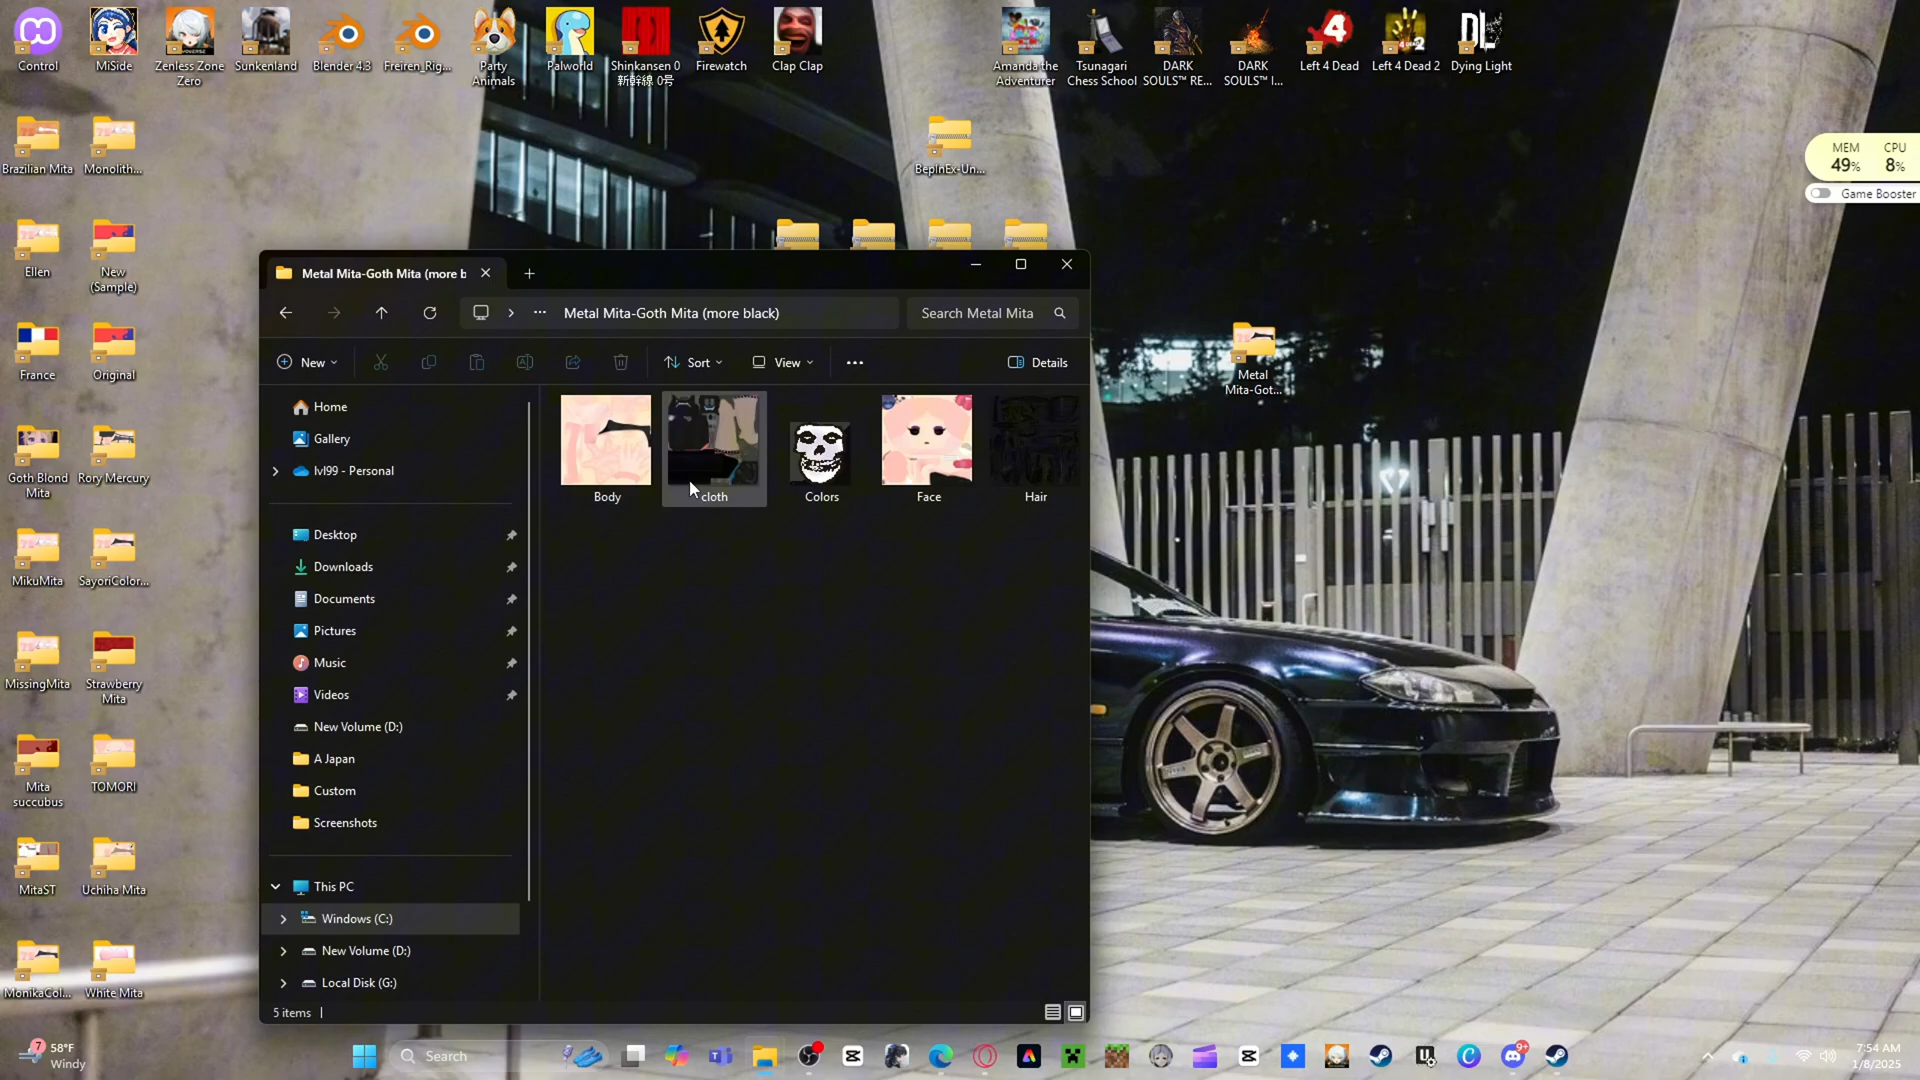 Control
MiSide
Zenless Zone
Zero
Sunkenland
Blender 4.3
Freiren_Rig...
Party
Animals
Palworld
Shinkansen 0
新幹線 0号
Firewatch
Clap Clap
Amanda the
Adventurer
Tsunagari
Chess School
DARK
SOULS™ RE...
DARK
SOULS™ I...
Left 4 Dead
Left 4 Dead 2
Dying Light
Brazilian Mita
Monolith...
BepInEx-Un...
MEM
49%
CPU
8%
Game Booster
Ellen
New
(Sample)
France
Original
Goth Blond
Mita
Rory Mercury
MikuMita
SayoriColor...
MissingMita
Strawberry
Mita
Mita
succubus
TOMORI
MitaST
Uchiha Mita
MonikaCol...
White Mita
Metal
Mita-Got...
Metal Mita-Goth Mita (more b
Metal Mita-Goth Mita (more black)
Search Metal Mita
New
Sort
View
Details
Home
Gallery
lvl99 - Personal
Desktop
Downloads
Documents
Pictures
Music
Videos
New Volume (D:)
A Japan
Custom
Screenshots
This PC
Windows (C:)
New Volume (D:)
Local Disk (G:)
Body
cloth
Colors
Face
Hair
5 items
7
58°F
Windy
Search
9+
7:54 AM
1/8/2025